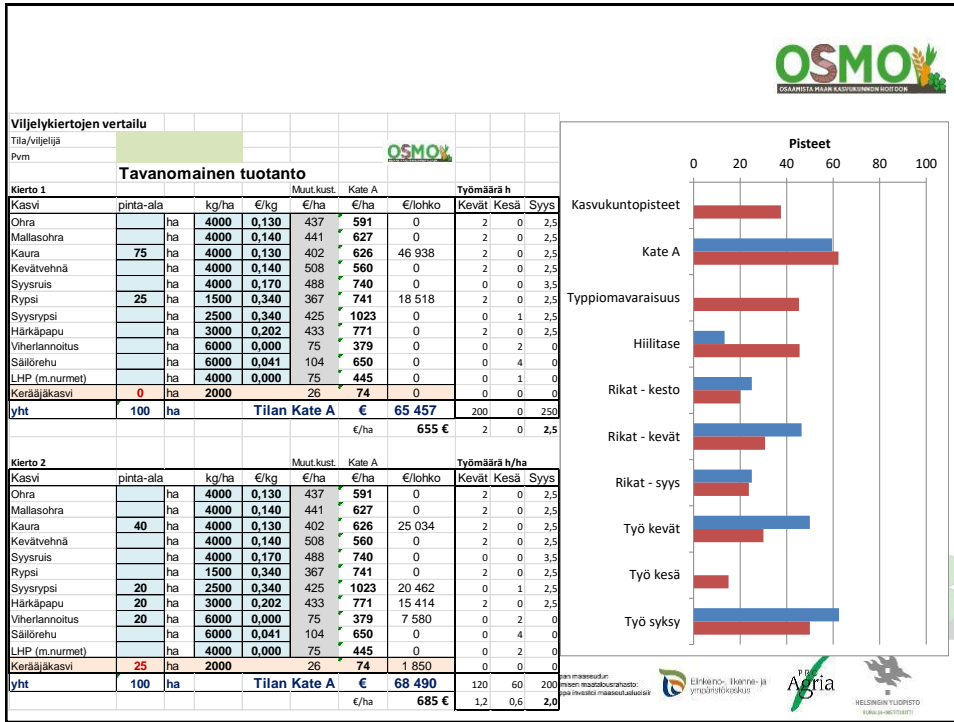 OSMO
OSAAMISTA MAAN KASVUKUNNON HOITOON
Viljelykiertojen vertailu
Tila/viljelijä
Pvm
OSMO
Tavanomainen tuotanto
Kierto 1 Muut.kust. Kate A Työmäärä h
Kasvi pinta-ala kg/ha €/kg €/ha €/ha €/lohko Kevät Kesä Syys
Ohra ha 4000 0,130 437 591 0 2 0 2,5
Mallasohra ha 4000 0,140 441 627 0 2 0 2,5
Kaura 75 ha 4000 0,130 402 626 46 938 2 0 2,5
Kevätvehnä ha 4000 0,140 508 560 0 2 0 2,5
Syysruis ha 4000 0,170 488 740 0 0 0 3,5
Rypsi 25 ha 1500 0,340 367 741 18 518 2 0 2,5
Syysrypsi ha 2500 0,340 425 1023 0 0 1 2,5
Härkäpapu ha 3000 0,202 433 771 0 2 0 2,5
Viherlannoitus ha 6000 0,000 75 379 0 0 2 0
Säilörehu ha 6000 0,041 104 650 0 0 4 0
LHP (m.nurmet) ha 4000 0,000 75 445 0 0 1 0
Kerääjäkasvi 0 ha 2000 26 74 0 0 0 0
yht 100 ha Tilan Kate A € 65 457 200 0 250
€/ha 655 € 2 0 2,5
Kierto 2 Muut.kust. Kate A Työmäärä h/ha
Kasvi pinta-ala kg/ha €/kg €/ha €/ha €/lohko Kevät Kesä Syys
Ohra ha 4000 0,130 437 591 0 2 0 2,5
Mallasohra ha 4000 0,140 441 627 0 2 0 2,5
Kaura 40 ha 4000 0,130 402 626 25 034 2 0 2,5
Kevätvehnä ha 4000 0,140 508 560 0 2 0 2,5
Syysruis ha 4000 0,170 488 740 0 0 0 3,5
Rypsi ha 1500 0,340 367 741 0 2 0 2,5
Syysrypsi 20 ha 2500 0,340 425 1023 20 462 0 1 2,5
Härkäpapu 20 ha 3000 0,202 433 771 15 414 2 0 2,5
Viherlannoitus 20 ha 6000 0,000 75 379 7 580 0 2 0
Säilörehu ha 6000 0,041 104 650 0 0 4 0
LHP (m.nurmet) ha 4000 0,000 75 445 0 0 2 0
Kerääjäkasvi 25 ha 2000 26 74 1 850 0 0 0
yht 100 ha Tilan Kate A € 68 490 120 60 200
€/ha 685 € 1,2 0,6 2,0
Pisteet
0 20 40 60 80 100
Kasvukuntopisteet
Kate A
Typpiomavaraisuus
Hiilitase
Rikat - kesto
Rikat - kevät
Rikat - syys
Työ kevät
Työ kesä
Työ syksy
maaseudun
maatalousrahasto:
investoi maaseutualueisiin
Elinkeino-, liikenne- ja
ympäristökeskus
PRO
Agria
HELSINGIN YLIOPISTO
RURALIA-INSTITUUTTI